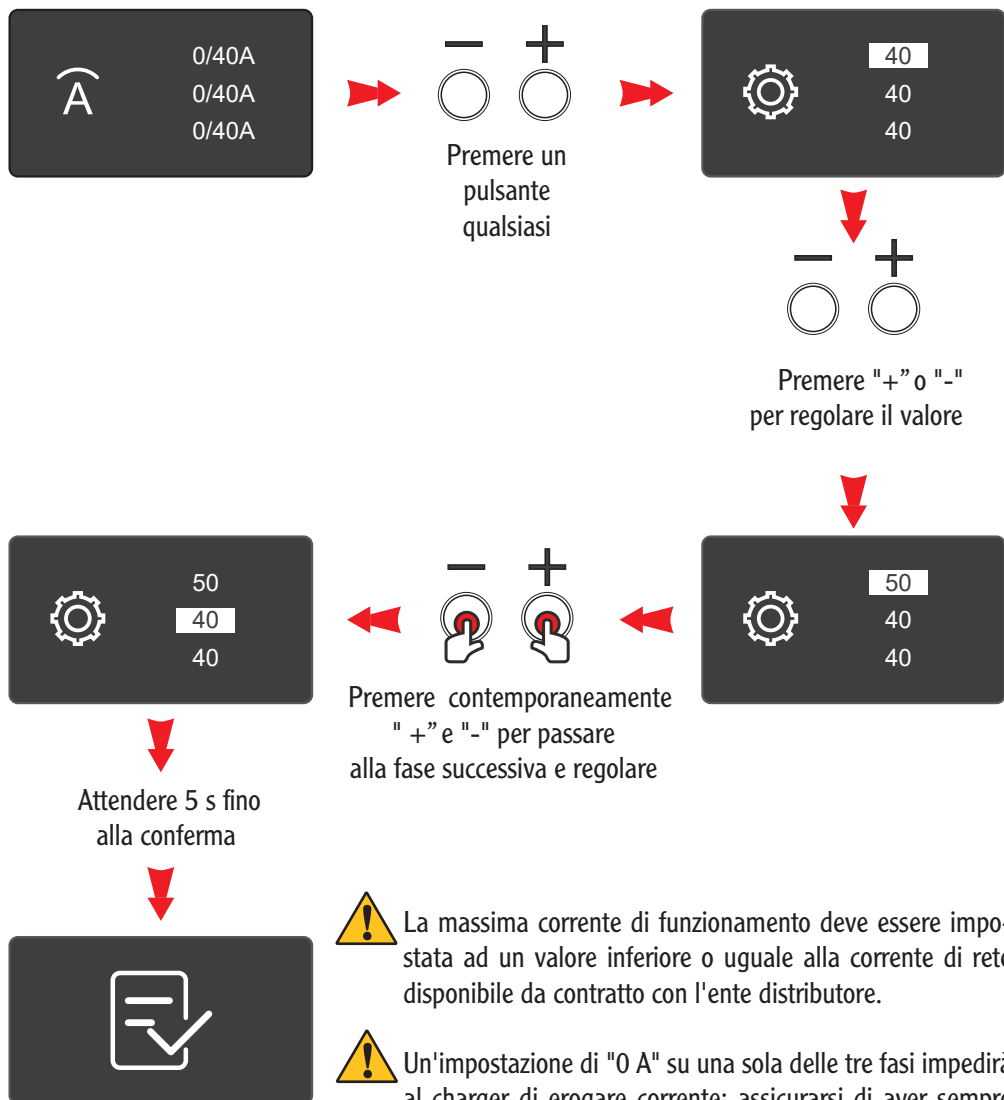 A
0/40A
0/40A
0/40A
− +
Premere un
pulsante
qualsiasi
40
40
40
− +
Premere "+” o "-"
per regolare il valore
50
40
40
− +
Premere contemporaneamente
" +” e "-" per passare
alla fase successiva e regolare
50
40
40
Attendere 5 s fino
alla conferma
La massima corrente di funzionamento deve essere impo-
stata ad un valore inferiore o uguale alla corrente di rete
disponibile da contratto con l'ente distributore.
Un'impostazione di "0 A" su una sola delle tre fasi impedirà
al charger di erogare corrente: assicurarsi di aver sempre